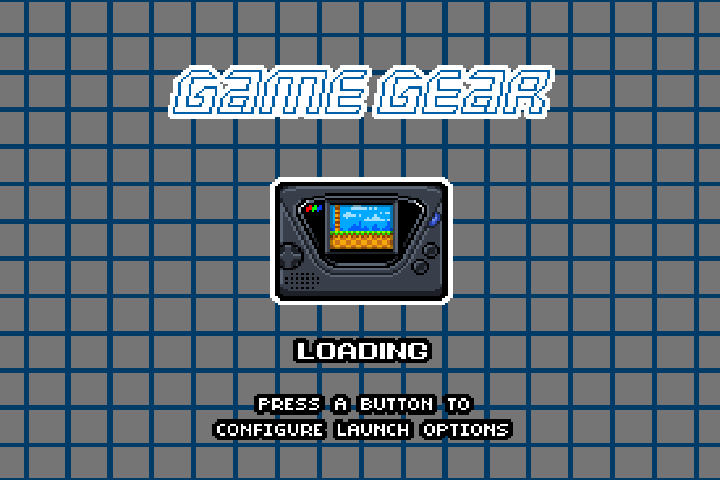 GAME GEAR
LOADING
PRESS A BUTTON TO
CONFIGURE LAUNCH OPTIONS